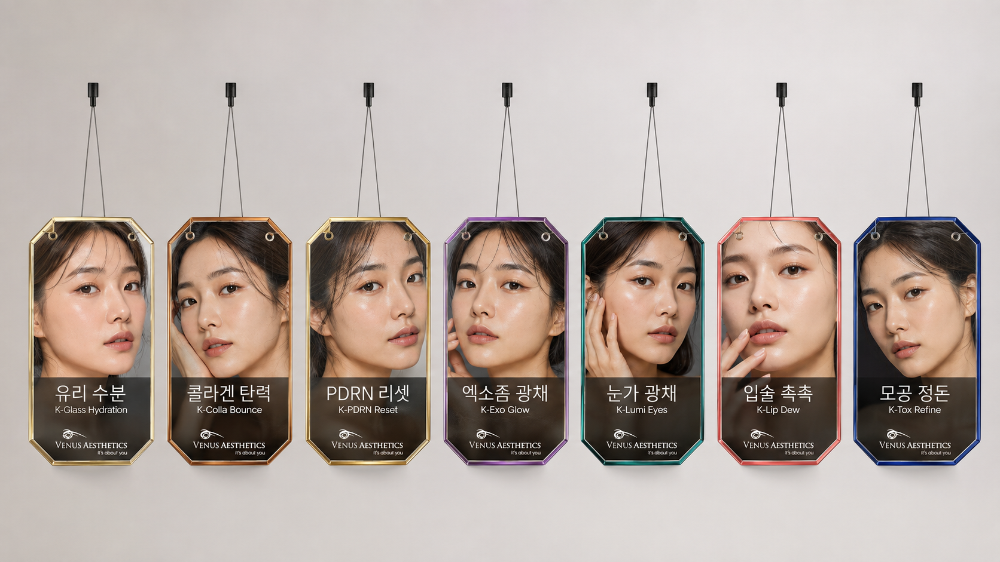 유리 수분
K-Glass Hydration
VENUS AESTHETICS
it's about you
콜라겐 탄력
K-Colla Bounce
VENUS AESTHETICS
it's about you
PDRN 리셋
K-PDRN Reset
VENUS AESTHETICS
it's about you
엑소좀 광채
K-Exo Glow
VENUS AESTHETICS
it's about you
눈가 광채
K-Lumi Eyes
VENUS AESTHETICS
it's about you
입술 촉촉
K-Lip Dew
VENUS AESTHETICS
it's about you
모공 정돈
K-Tox Refine
VENUS AESTHETICS
it's about you